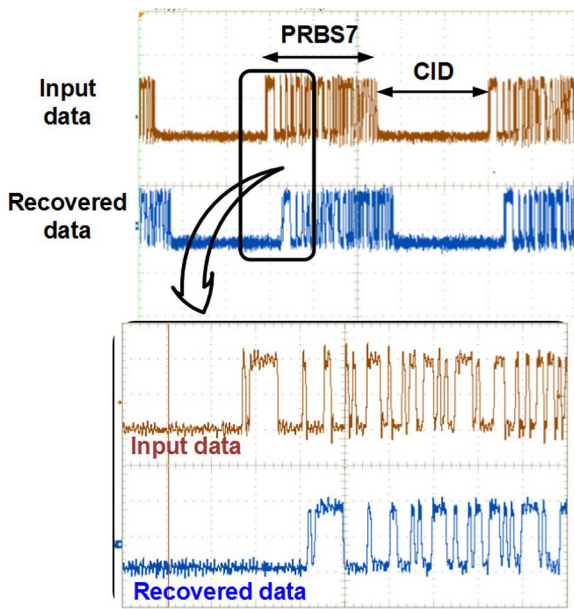 PRBS7
CID
Input
data
Recovered
data
Input data
Recovered data